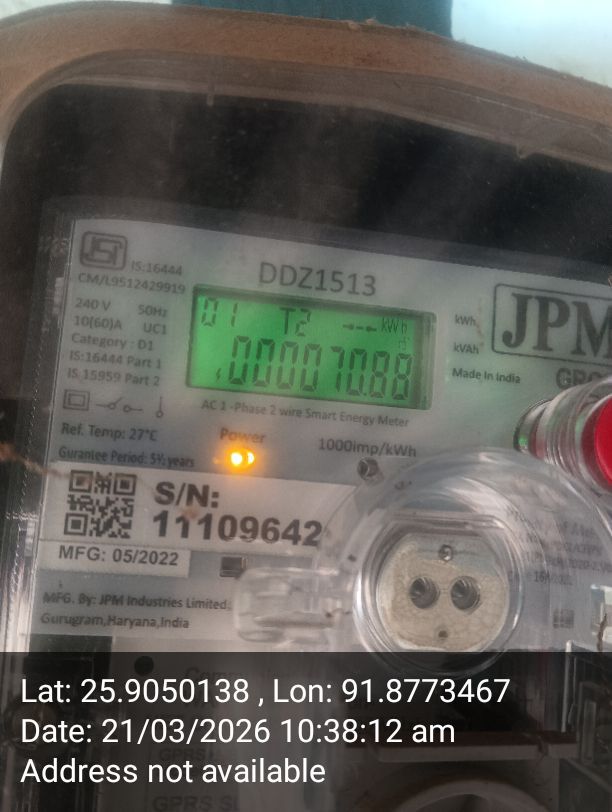 IS:16444
CM/L9512429919
DDZ1513
240 V 50Hz
10(60)A UC1
Category : D1
IS:16444 Part 1
IS 15959 Part 2
01 T2 kWh
000070.88
kWh
kVAh
Made In India
JPM
AC 1 -Phase 2 wire Smart Energy Meter
Ref. Temp: 27°C
Gurantee Period: 5½ years
Power
1000imp/kWh
S/N:
11109642
MFG: 05/2022
MFG. By: JPM Industries Limited,
Gurugram,Haryana,India
Lat: 25.9050138 , Lon: 91.8773467
Date: 21/03/2026 10:38:12 am
Address not available